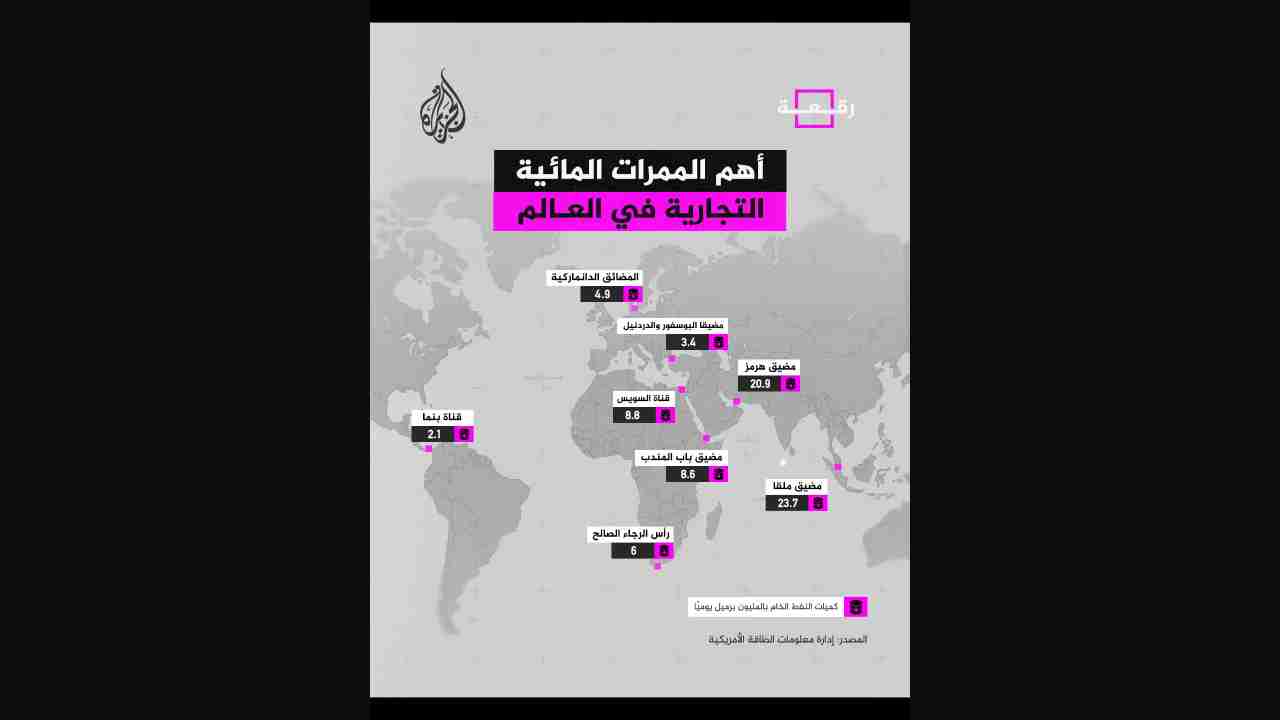 الجزيرة
رقعة
أهم الممرات المائية
التجارية في العالم
المضائق الدانماركية
4.9
مضيقا البوسفور والدردنيل
3.4
مضيق هرمز
20.9
قناة السويس
8.8
قناة بنما
2.1
مضيق باب المندب
8.6
مضيق ملقا
23.7
رأس الرجاء الصالح
6
كميات النفط الخام بالمليون برميل يوميًا
المصدر: إدارة معلومات الطاقة الأمريكية